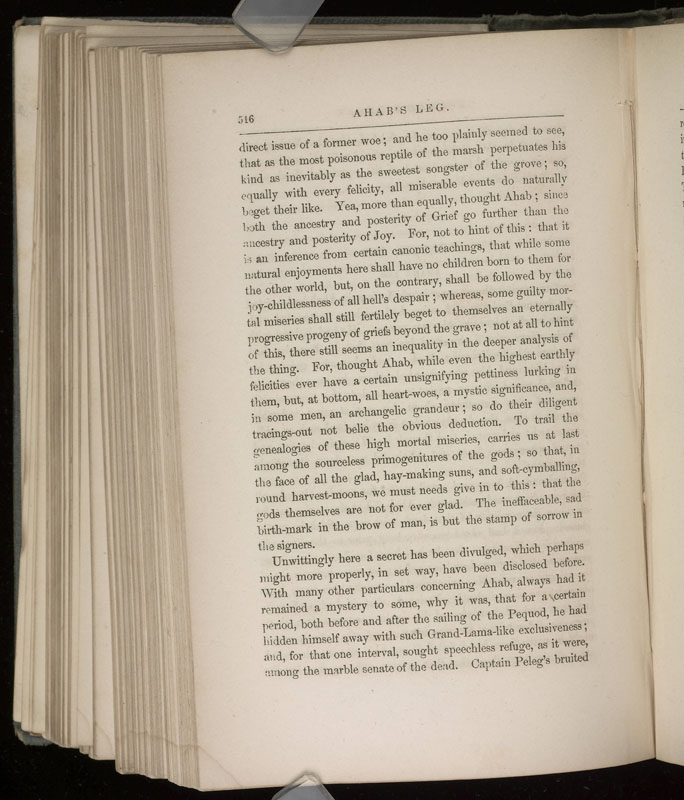 516
AHAB'S LEG.
direct issue of a former woe; and he too plainly seemed to see,
that as the most poisonous reptile of the marsh perpetuates his
kind as inevitably as the sweetest songster of the grove; so,
equally with every felicity, all miserable events do naturally
beget their like. Yea, more than equally, thought Ahab; since
both the ancestry and posterity of Grief go further than the
ancestry and posterity of Joy. For, not to hint of this: that it
is an inference from certain canonic teachings, that while some
natural enjoyments here shall have no children born to them for
the other world, but, on the contrary, shall be followed by the
joy-childlessness of all hell's despair; whereas, some guilty mor-
tal miseries shall still fertilely beget to themselves an eternally
progressive progeny of griefs beyond the grave; not at all to hint
of this, there still seems an inequality in the deeper analysis of
the thing. For, thought Ahab, while even the highest earthly
felicities ever have a certain unsignifying pettiness lurking in
them, but, at bottom, all heart-woes, a mystic significance, and,
in some men, an archangelic grandeur; so do their diligent
tracings-out not belie the obvious deduction. To trail the
genealogies of these high mortal miseries, carries us at last
among the sourceless primogenitures of the gods; so that, in
the face of all the glad, hay-making suns, and soft-cymballing,
round harvest-moons, we must needs give in to this: that the
gods themselves are not for ever glad. The ineffaceable, sad
birth-mark in the brow of man, is but the stamp of sorrow in
the signers.
Unwittingly here a secret has been divulged, which perhaps
might more properly, in set way, have been disclosed before.
With many other particulars concerning Ahab, always had it
remained a mystery to some, why it was, that for a certain
period, both before and after the sailing of the Pequod, he had
hidden himself away with such Grand-Lama-like exclusiveness;
and, for that one interval, sought speechless refuge, as it were,
among the marble senate of the dead. Captain Peleg's bruited